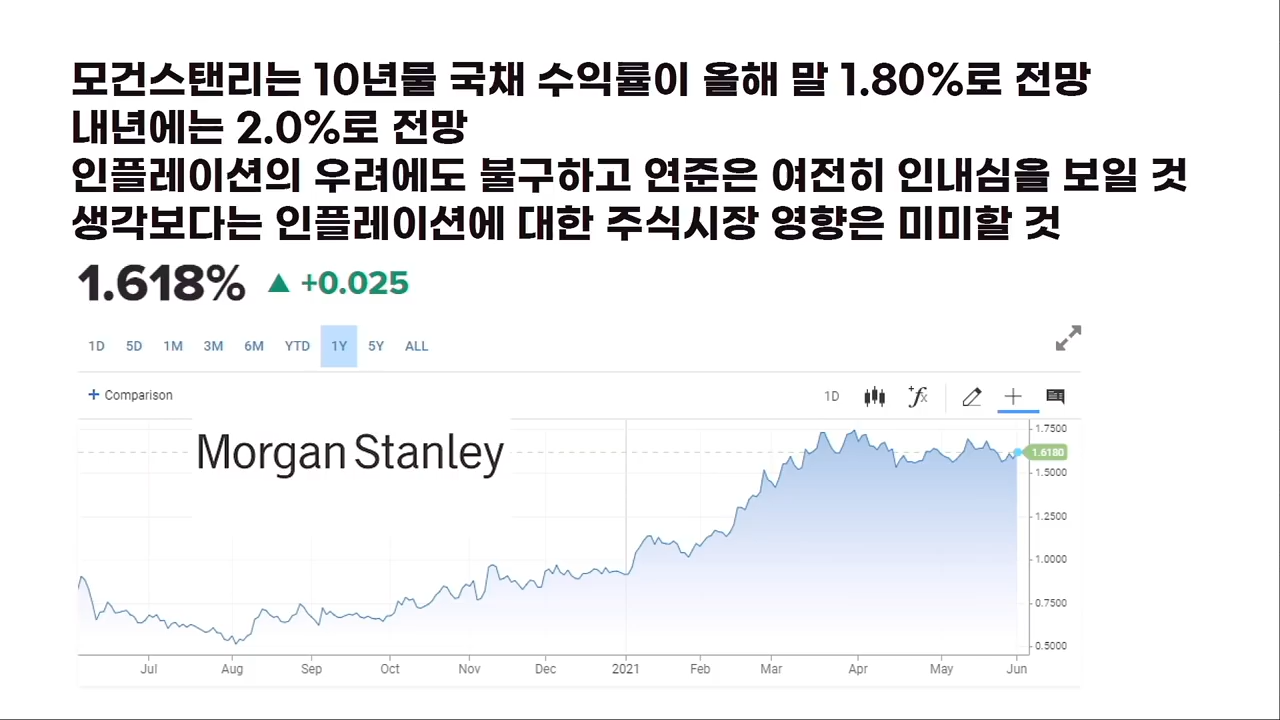 모건스탠리는 10년물 국채 수익률이 올해 말 1.80%로 전망
내년에는 2.0%로 전망
인플레이션의 우려에도 불구하고 연준은 여전히 인내심을 보일 것
생각보다는 인플레이션에 대한 주식시장 영향은 미미할 것
1.618% ▲ +0.025
1D 5D 1M 3M 6M YTD 1Y 5Y ALL
+ Comparison 1D +fx
Morgan Stanley
1.7500
1.6180
1.5000
1.2500
1.0000
0.7500
0.5000
Jul Aug Sep Oct Nov Dec 2021 Feb Mar Apr May Jun